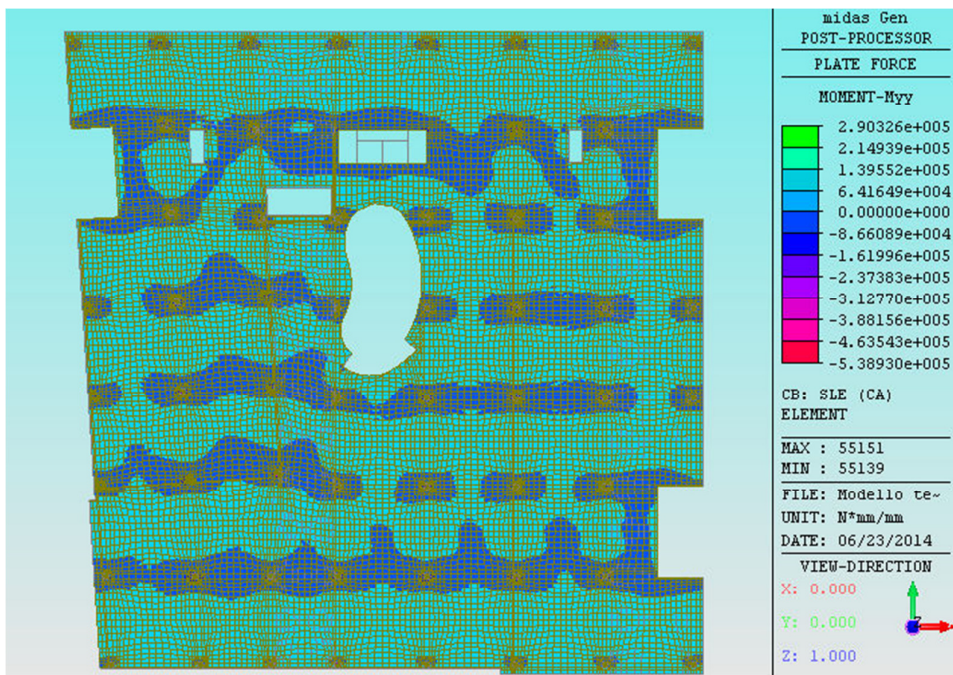 midas Gen
POST-PROCESSOR
PLATE FORCE
MOMENT-Myy
2.90326e+005
2.14939e+005
1.39552e+005
6.41649e+004
0.00000e+000
-8.66089e+004
-1.61996e+005
-2.37383e+005
-3.12770e+005
-3.88156e+005
-4.63543e+005
-5.38930e+005
CB: SLE (CA)
ELEMENT
MAX : 55151
MIN : 55139
FILE: Modello te~
UNIT: N*mm/mm
DATE: 06/23/2014
VIEW-DIRECTION
X: 0.000
Y: 0.000
Z: 1.000